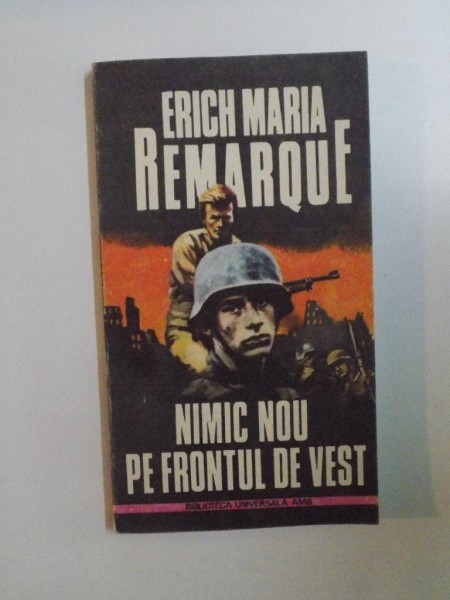 ERICH MARIA
REMARQUE
NIMIC NOU
PE FRONTUL DE VEST
BIBLIOTECA UNIVERSALĂ AMB